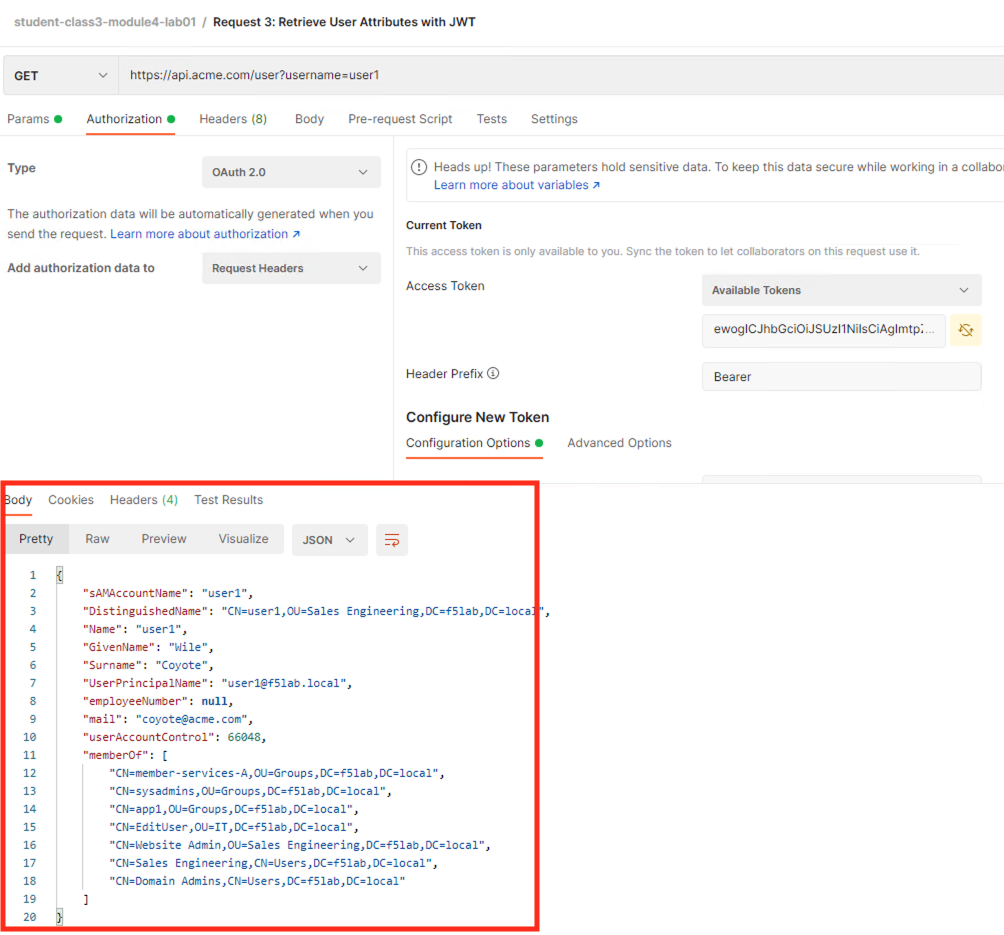 student-class3-module4-lab01 / Request 3: Retrieve User Attributes with JWT
GET https://api.acme.com/user?username=user1
Params Authorization Headers (8) Body Pre-request Script Tests Settings
Type OAuth 2.0
The authorization data will be automatically generated when you
send the request. Learn more about authorization ↗
Add authorization data to Request Headers
Heads up! These parameters hold sensitive data. To keep this data secure while working in a collabo
Learn more about variables ↗
Current Token
This access token is only available to you. Sync the token to let collaborators on this request use it.
Access Token Available Tokens
Header Prefix Bearer
Configure New Token
Configuration Options Advanced Options
Body Cookies Headers (4) Test Results
Pretty Raw Preview Visualize JSON
1 {
2 "sAMAccountName": "user1",
3 "DistinguishedName": "CN=user1,OU=Sales Engineering,DC=f5lab,DC=local",
4 "Name": "user1",
5 "GivenName": "Wile",
6 "Surname": "Coyote",
7 "UserPrincipalName": "user1@f5lab.local",
8 "employeeNumber": null,
9 "mail": "coyote@acme.com",
10 "userAccountControl": 66048,
11 "memberOf": [
12 "CN=member-services-A,OU=Groups,DC=f5lab,DC=local",
13 "CN=sysadmins,OU=Groups,DC=f5lab,DC=local",
14 "CN=app1,OU=Groups,DC=f5lab,DC=local",
15 "CN=EditUser,OU=IT,DC=f5lab,DC=local",
16 "CN=Website Admin,OU=Sales Engineering,DC=f5lab,DC=local",
17 "CN=Sales Engineering,CN=Users,DC=f5lab,DC=local",
18 "CN=Domain Admins,CN=Users,DC=f5lab,DC=local"
19 ]
20 }